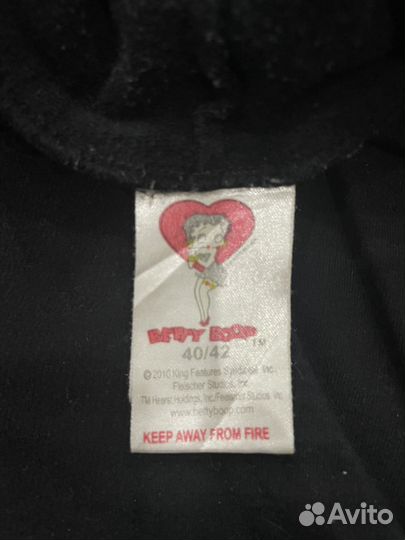 BETTY BOOP
TM
40/42
© 2010 King Features Syndicate, Inc.
Fleischer Studios, Inc.
TM Hearst Holdings, Inc./Fleischer Studios, Inc.
www.bettyboop.com
KEEP AWAY FROM FIRE
Avito